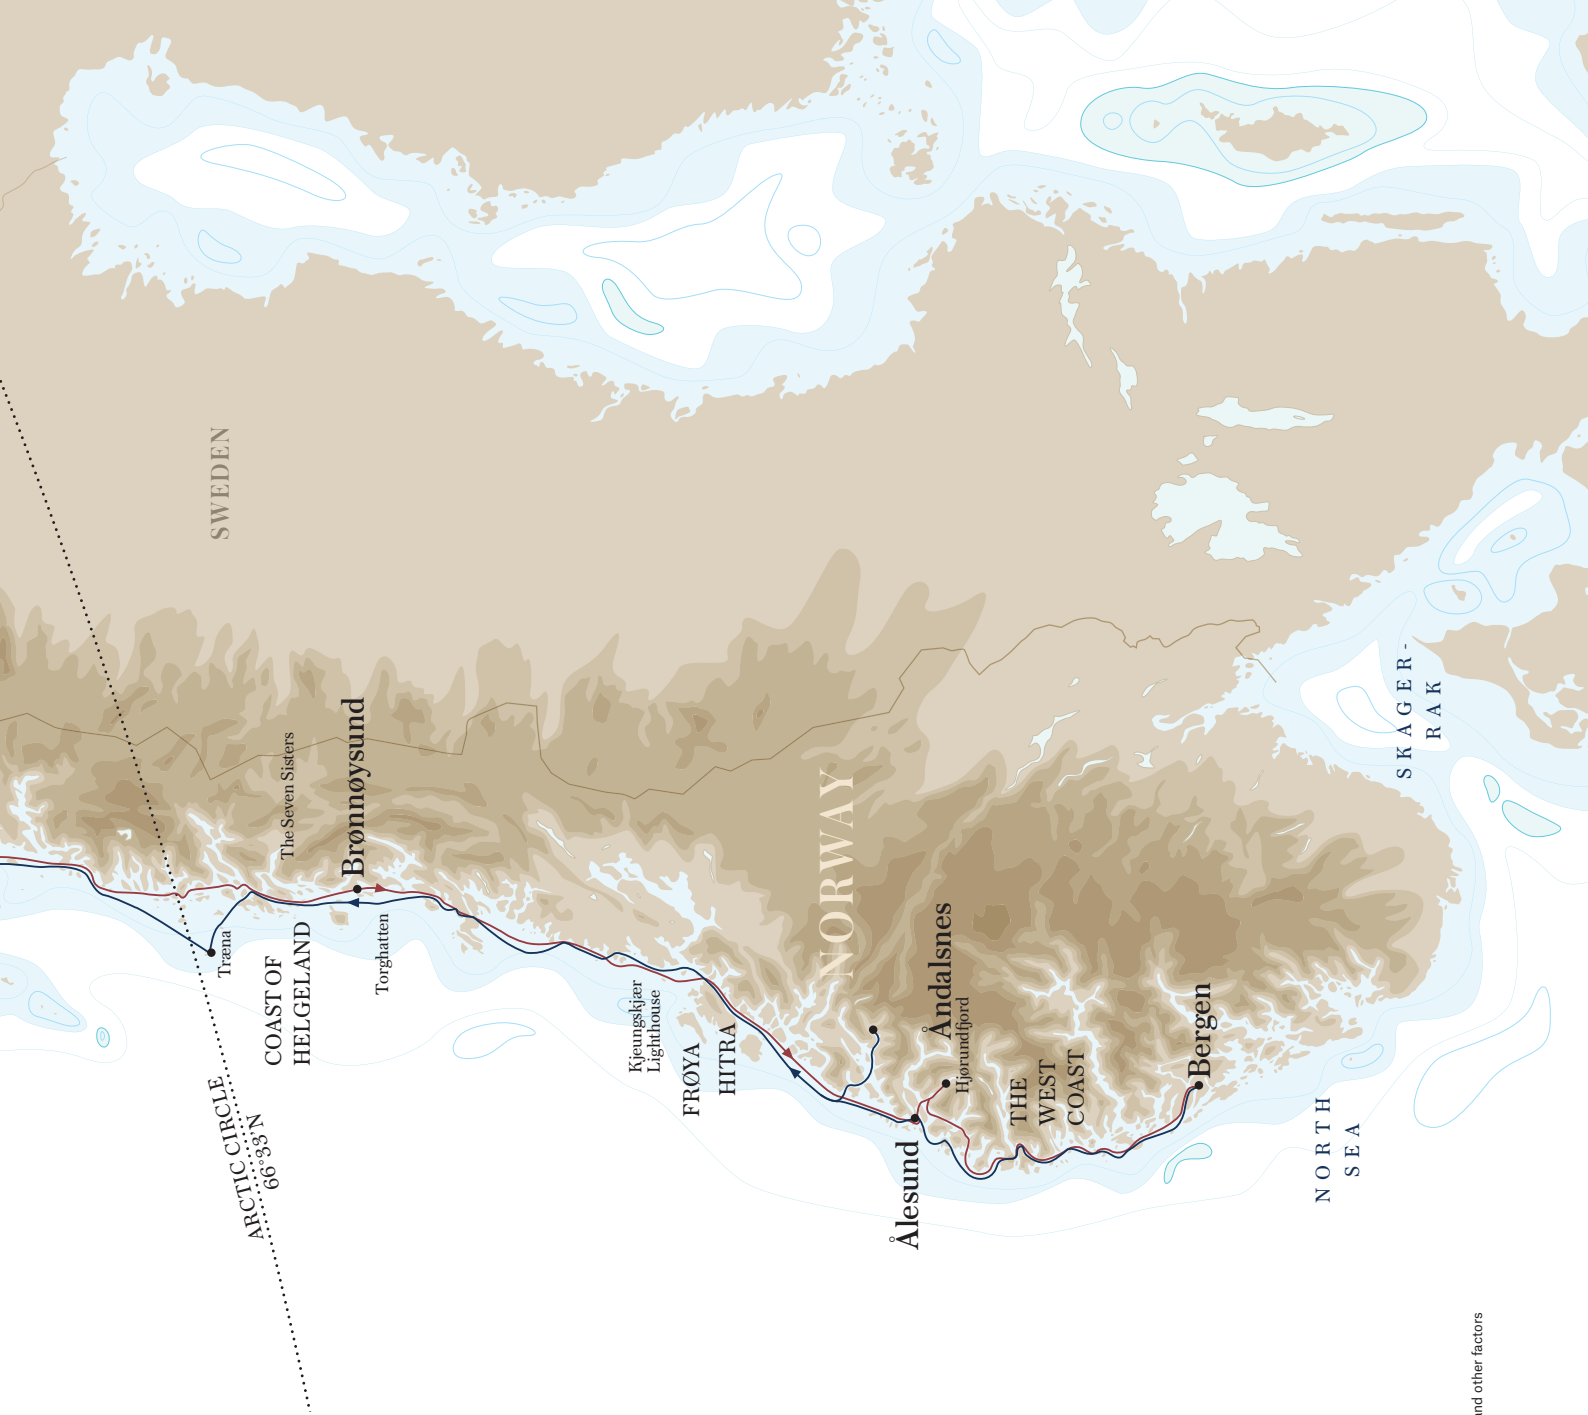 SWEDEN
ARCTIC CIRCLE
66°33'N
Træna
COAST OF
HELGELAND
The Seven Sisters
Brønnøysund
Torghatten
Kjeungskjær
Lighthouse
FRØYA
HITRA
NORWAY
Ålesund
Åndalsnes
Hjørundfjord
THE
WEST
COAST
Bergen
NORTH
SEA
SKAGER-
RAK
and other factors